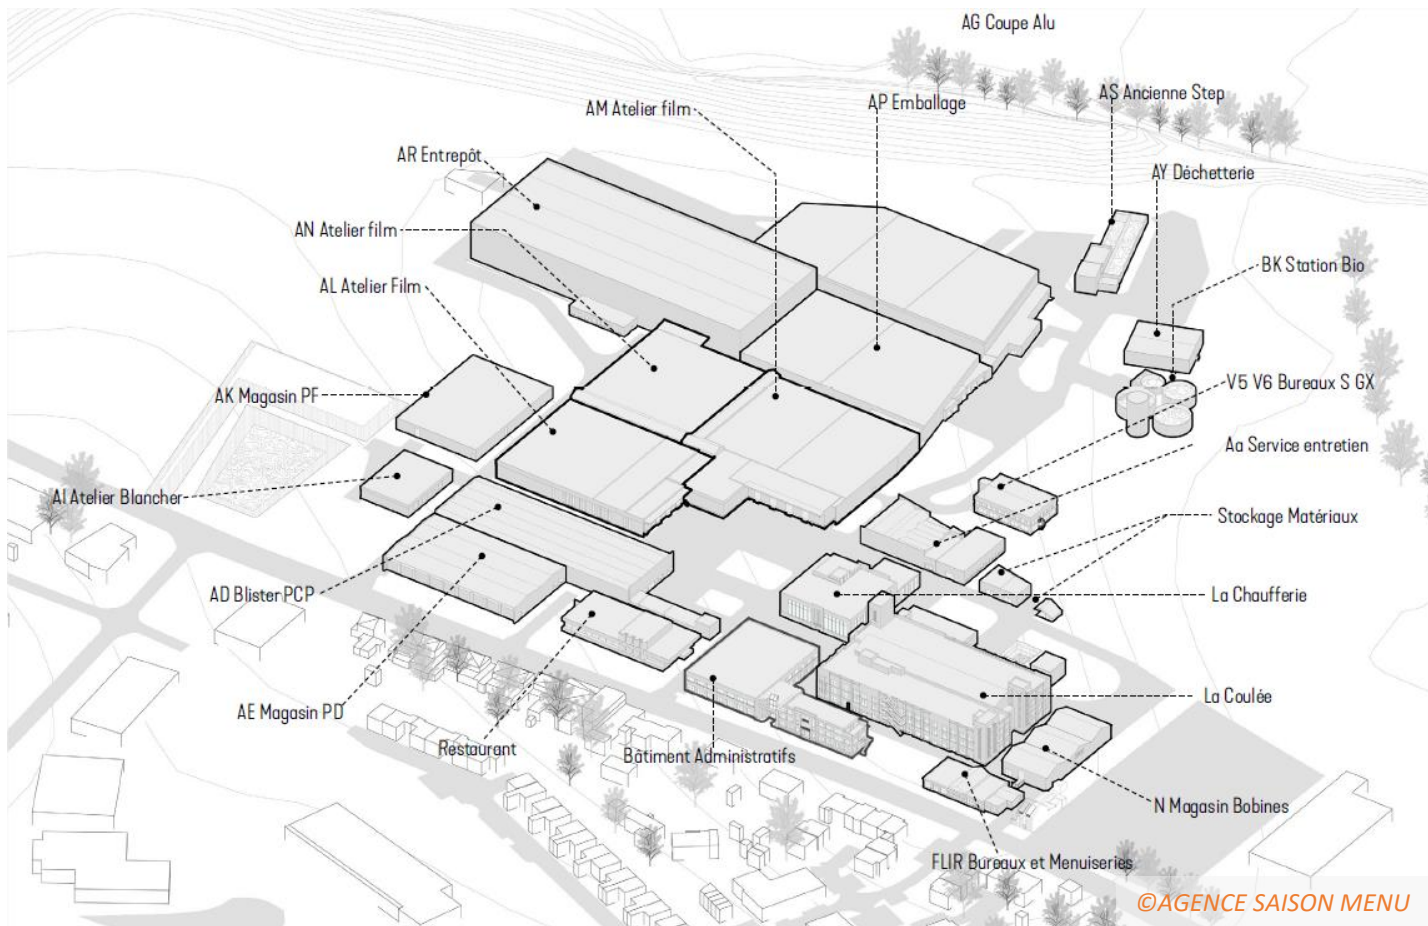 AG Coupe Alu
AS Ancienne Step
AM Atelier film
AP Emballage
AR Entrepôt
AY Déchetterie
AN Atelier film
BK Station Bio
AL Atelier Film
V5 V6 Bureaux S GX
AK Magasin PF
Aa Service entretien
AI Atelier Blancher
Stockage Matériaux
AD Blister PCP
La Chaufferie
La Coulée
AE Magasin PD
Restaurant
Bâtiment Administratifs
N Magasin Bobines
FLIR Bureaux et Menuiseries
©AGENCE SAISON MENU